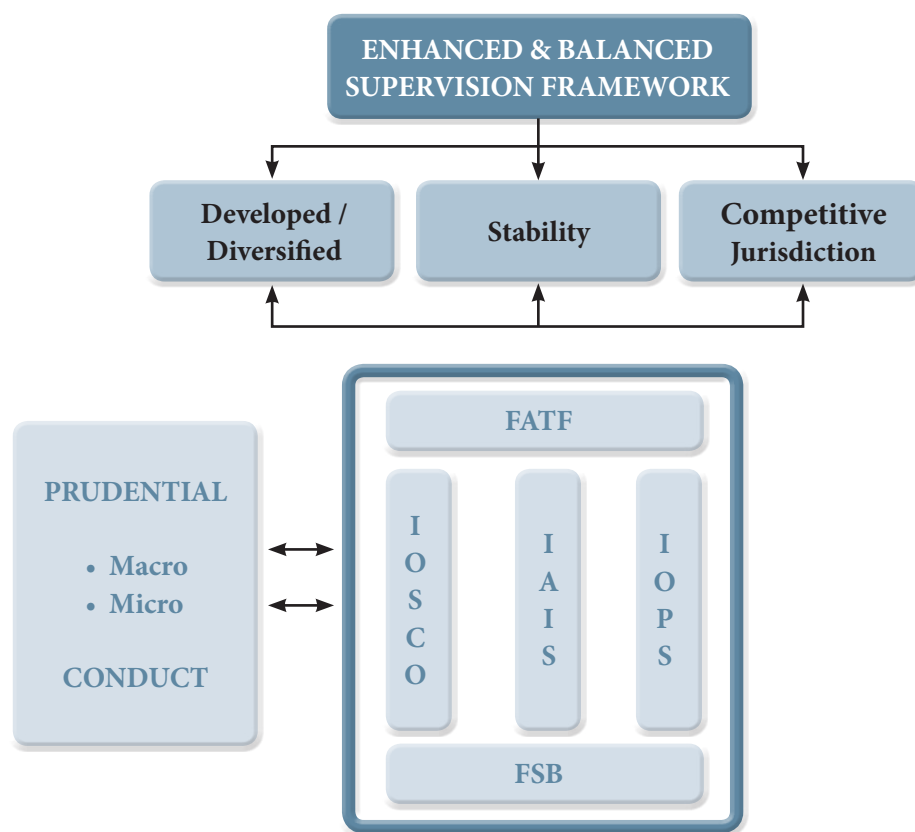 ENHANCED & BALANCED
SUPERVISION FRAMEWORK
Developed /
Diversified
Stability
Competitive
Jurisdiction
PRUDENTIAL
• Macro
• Micro
CONDUCT
FATF
IOSCO
IAIS
IOPS
FSB